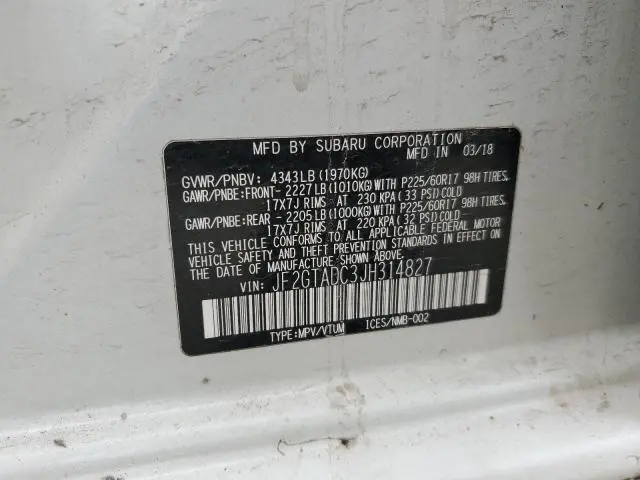 MFD BY SUBARU CORPORATION
MFD IN 03/18
GVWR/PNBV: 4343LB (1970KG)
GAWR/PNBE:FRONT- 2227LB (1010KG) WITH P225/60R17 98H TIRES,
17X7J RIMS AT 230 KPA (33 PSI) COLD
GAWR/PNBE:REAR - 2205LB (1000KG) WITH P225/60R17 98H TIRES,
17X7J RIMS AT 220 KPA (32 PSI) COLD
THIS VEHICLE CONFORMS TO ALL APPLICABLE FEDERAL MOTOR
VEHICLE SAFETY AND THEFT PREVENTION STANDARDS IN EFFECT ON THE
DATE OF MANUFACTURE SHOWN ABOVE.
VIN: JF2GTADC3JH314827
TYPE:MPV/VTUM ICES/NMB-002